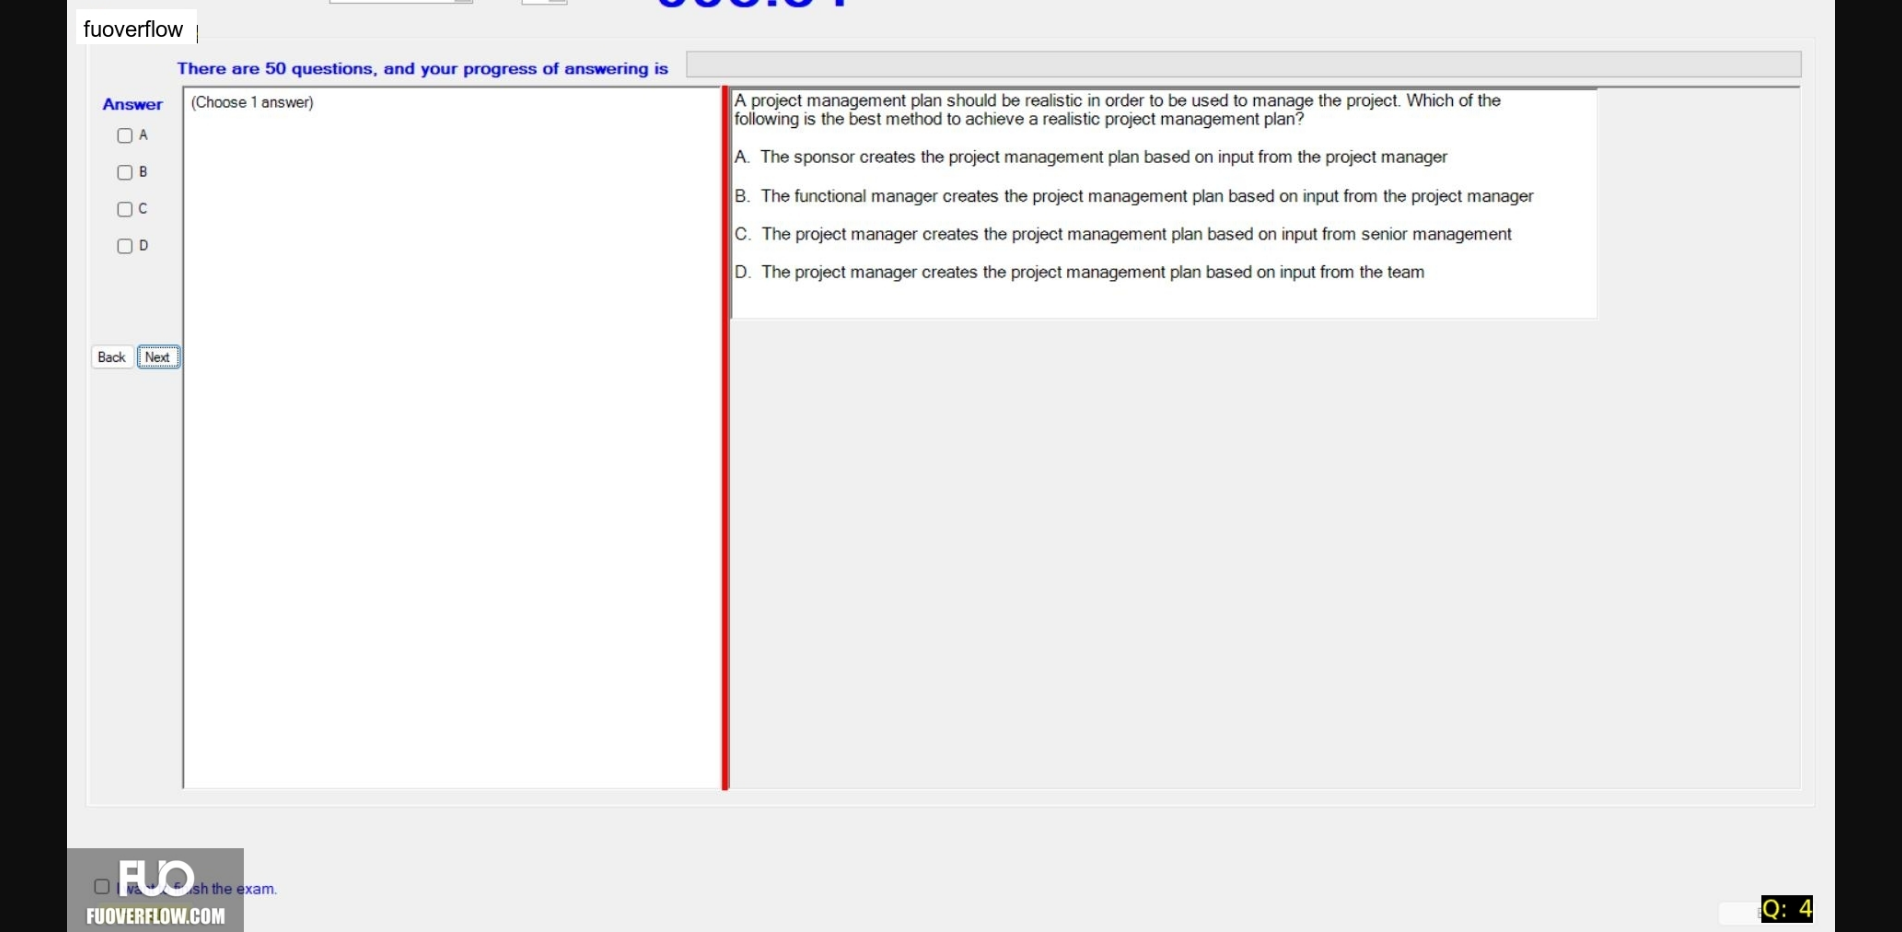 fuoverflow
There are 50 questions, and your progress of answering is
Answer
(Choose 1 answer)
A
B
C
D
Back
Next
A project management plan should be realistic in order to be used to manage the project. Which of the
following is the best method to achieve a realistic project management plan?
A. The sponsor creates the project management plan based on input from the project manager
B. The functional manager creates the project management plan based on input from the project manager
C. The project manager creates the project management plan based on input from senior management
D. The project manager creates the project management plan based on input from the team
FUO
sh the exam.
FUOVERFLOW.COM
Q: 4